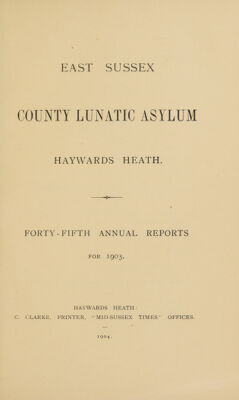 EAST SUSSEX
COUNTY LUNATIC ASYLUM
HAYWARDS HEATH.
FORTY-FIFTH ANNUAL REPORTS
FOR 1903.
HAYWARDS HEATH:
C. CLARKE, PRINTER, "MID-SUSSEX TIMES" OFFICES.
1904.